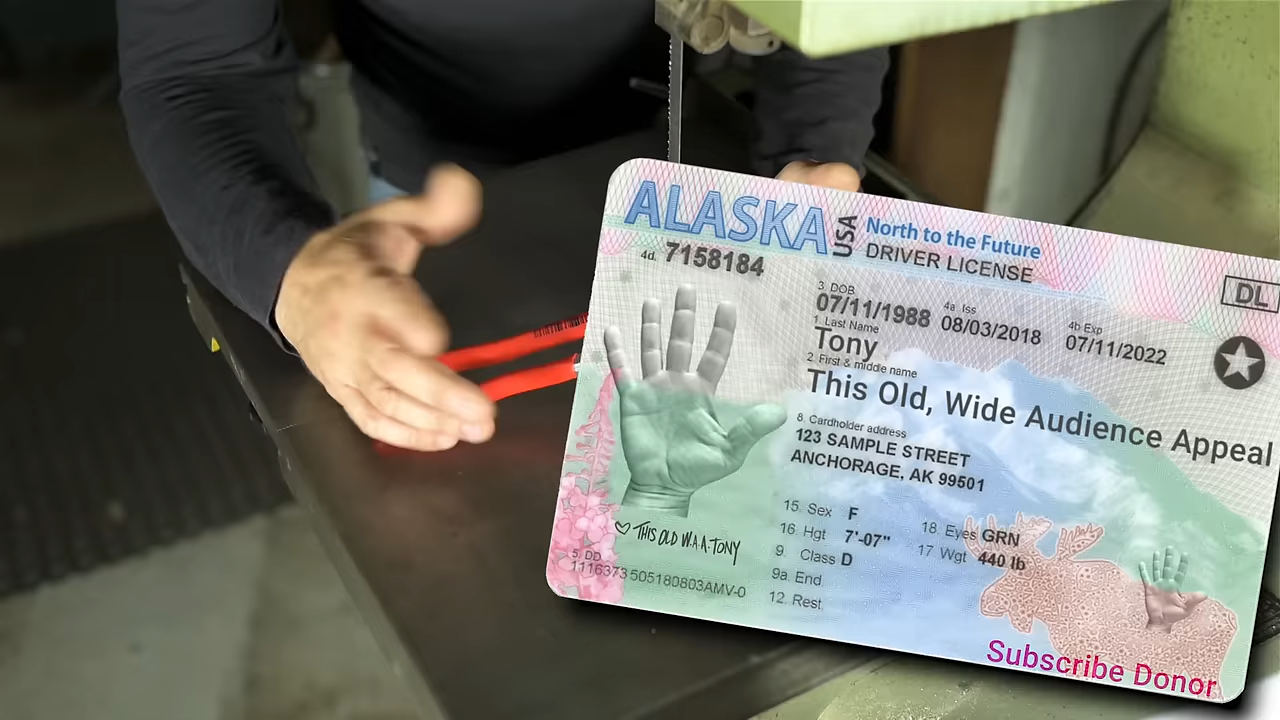 ALASKA USA North to the Future
DRIVER LICENSE
DL
4d. 7158184
3 DOB
07/11/1988
4a Iss
08/03/2018
4b Exp
07/11/2022
1. Last Name
Tony
2. First & middle name
This Old, Wide Audience Appeal
8. Cardholder address
123 SAMPLE STREET
ANCHORAGE, AK 99501
15. Sex F
16. Hgt 7'-07"
18. Eyes GRN
17 Wgt 440 lb
9. Class D
9a. End
12. Rest
♡ THIS OLD W.A.A. TONY
5. DD
1116373 505180803AMV-0
Subscribe Donor